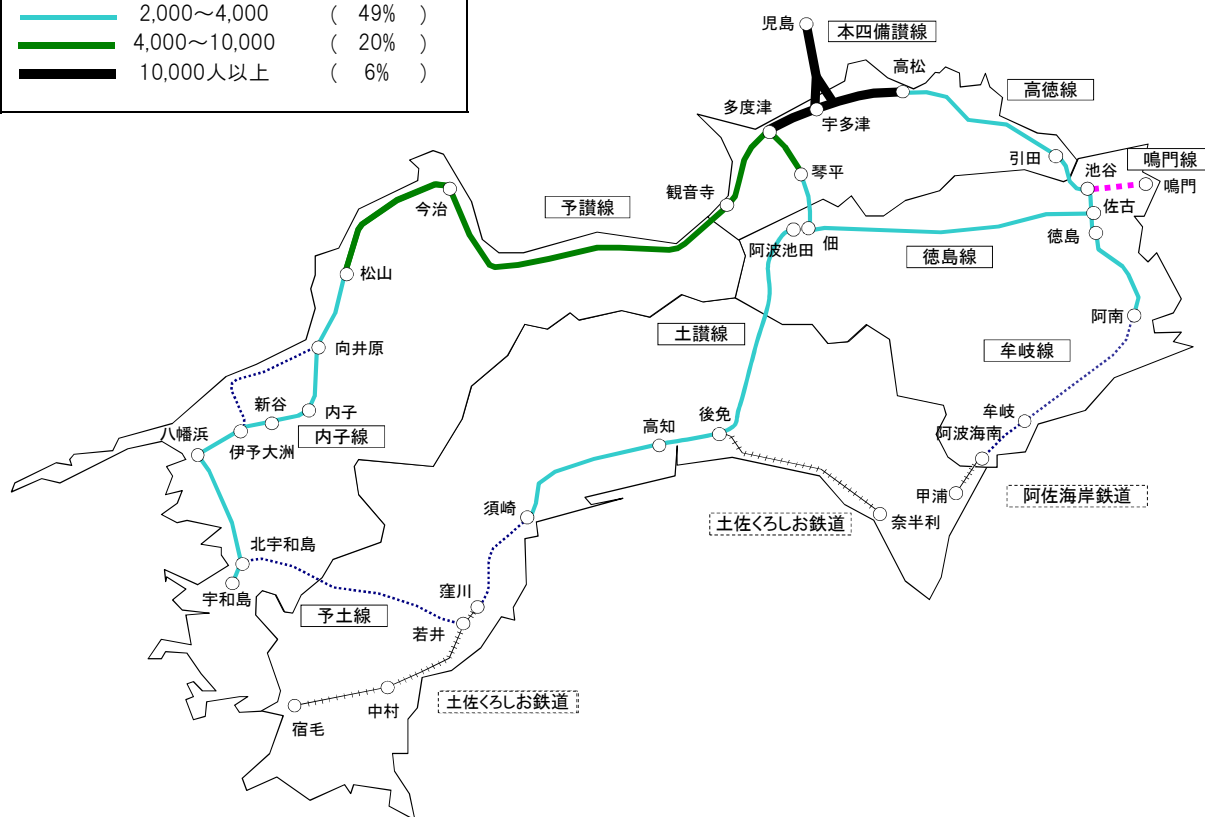 2,000～4,000 ( 49% )
4,000～10,000 ( 20% )
10,000人以上 ( 6% )
児島
本四備讃線
高松
高徳線
多度津
宇多津
引田
鳴門線
池谷
鳴門
琴平
観音寺
佐古
今治
予讃線
徳島
阿波池田
佃
徳島線
松山
阿南
土讃線
向井原
牟岐線
新谷
内子
牟岐
八幡浜
伊予大洲
内子線
高知
後免
阿波海南
甲浦
阿佐海岸鉄道
須崎
奈半利
土佐くろしお鉄道
北宇和島
宇和島
窪川
予土線
若井
中村
土佐くろしお鉄道
宿毛